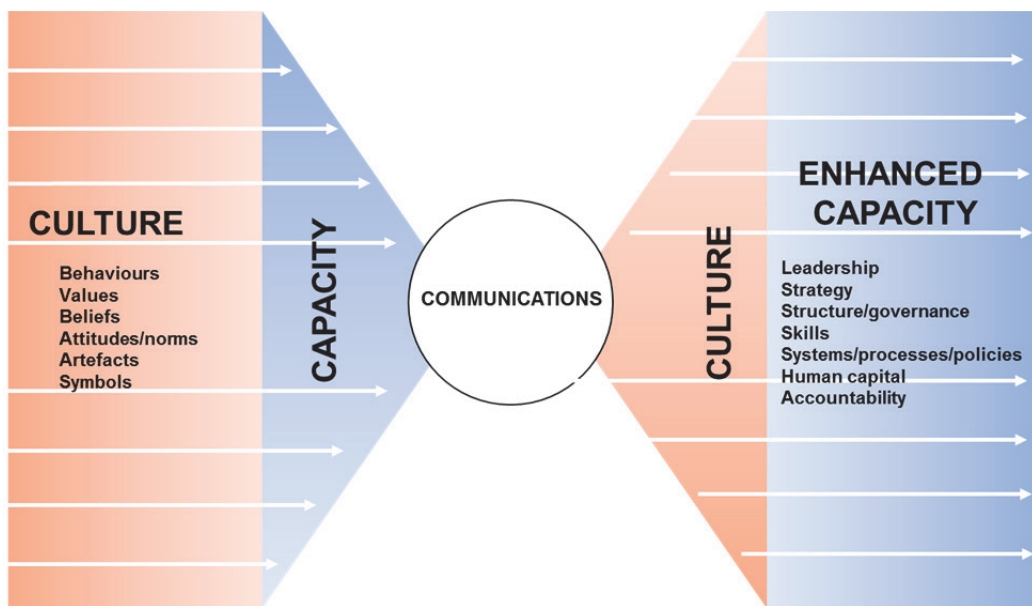 CULTURE
Behaviours
Values
Beliefs
Attitudes/norms
Artefacts
Symbols
CAPACITY
COMMUNICATIONS
CULTURE
ENHANCED
CAPACITY
Leadership
Strategy
Structure/governance
Skills
Systems/processes/policies
Human capital
Accountability